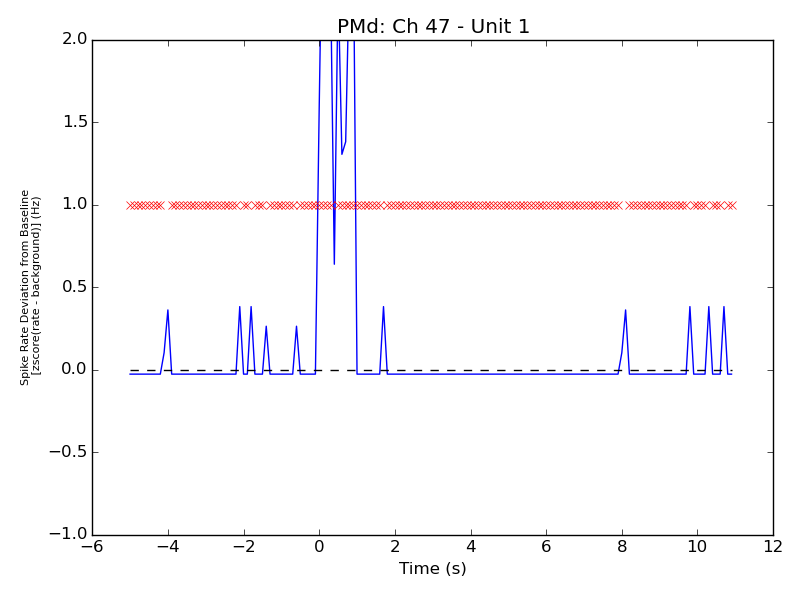 PMd: Ch 47 - Unit 1
2.0
1.5
1.0
0.5
0.0
−0.5
−1.0
Spike Rate Deviation from Baseline
[zscore(rate - background)] (Hz)
−6 −4 −2 0 2 4 6 8 10 12
Time (s)